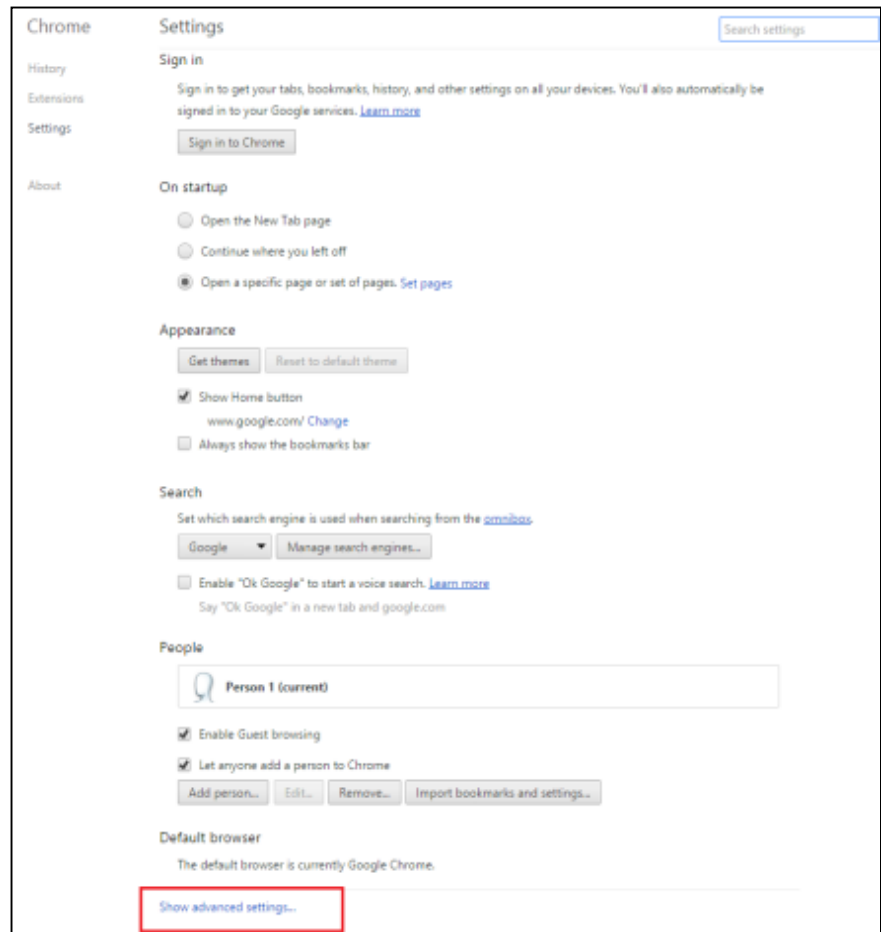 Chrome
Settings
Search settings
History
Extensions
Settings
About
Sign in
Sign in to get your tabs, bookmarks, history, and other settings on all your devices. You'll also automatically be
signed in to your Google services. Learn more
Sign in to Chrome
On startup
Open the New Tab page
Continue where you left off
Open a specific page or set of pages. Set pages
Appearance
Get themes Reset to default theme
Show Home button
www.google.com/ Change
Always show the bookmarks bar
Search
Set which search engine is used when searching from the omnibox.
Google Manage search engines...
Enable "Ok Google" to start a voice search. Learn more
Say "Ok Google" in a new tab and google.com
People
Person 1 (current)
Enable Guest browsing
Let anyone add a person to Chrome
Add person... Edit... Remove... Import bookmarks and settings...
Default browser
The default browser is currently Google Chrome.
Show advanced settings...